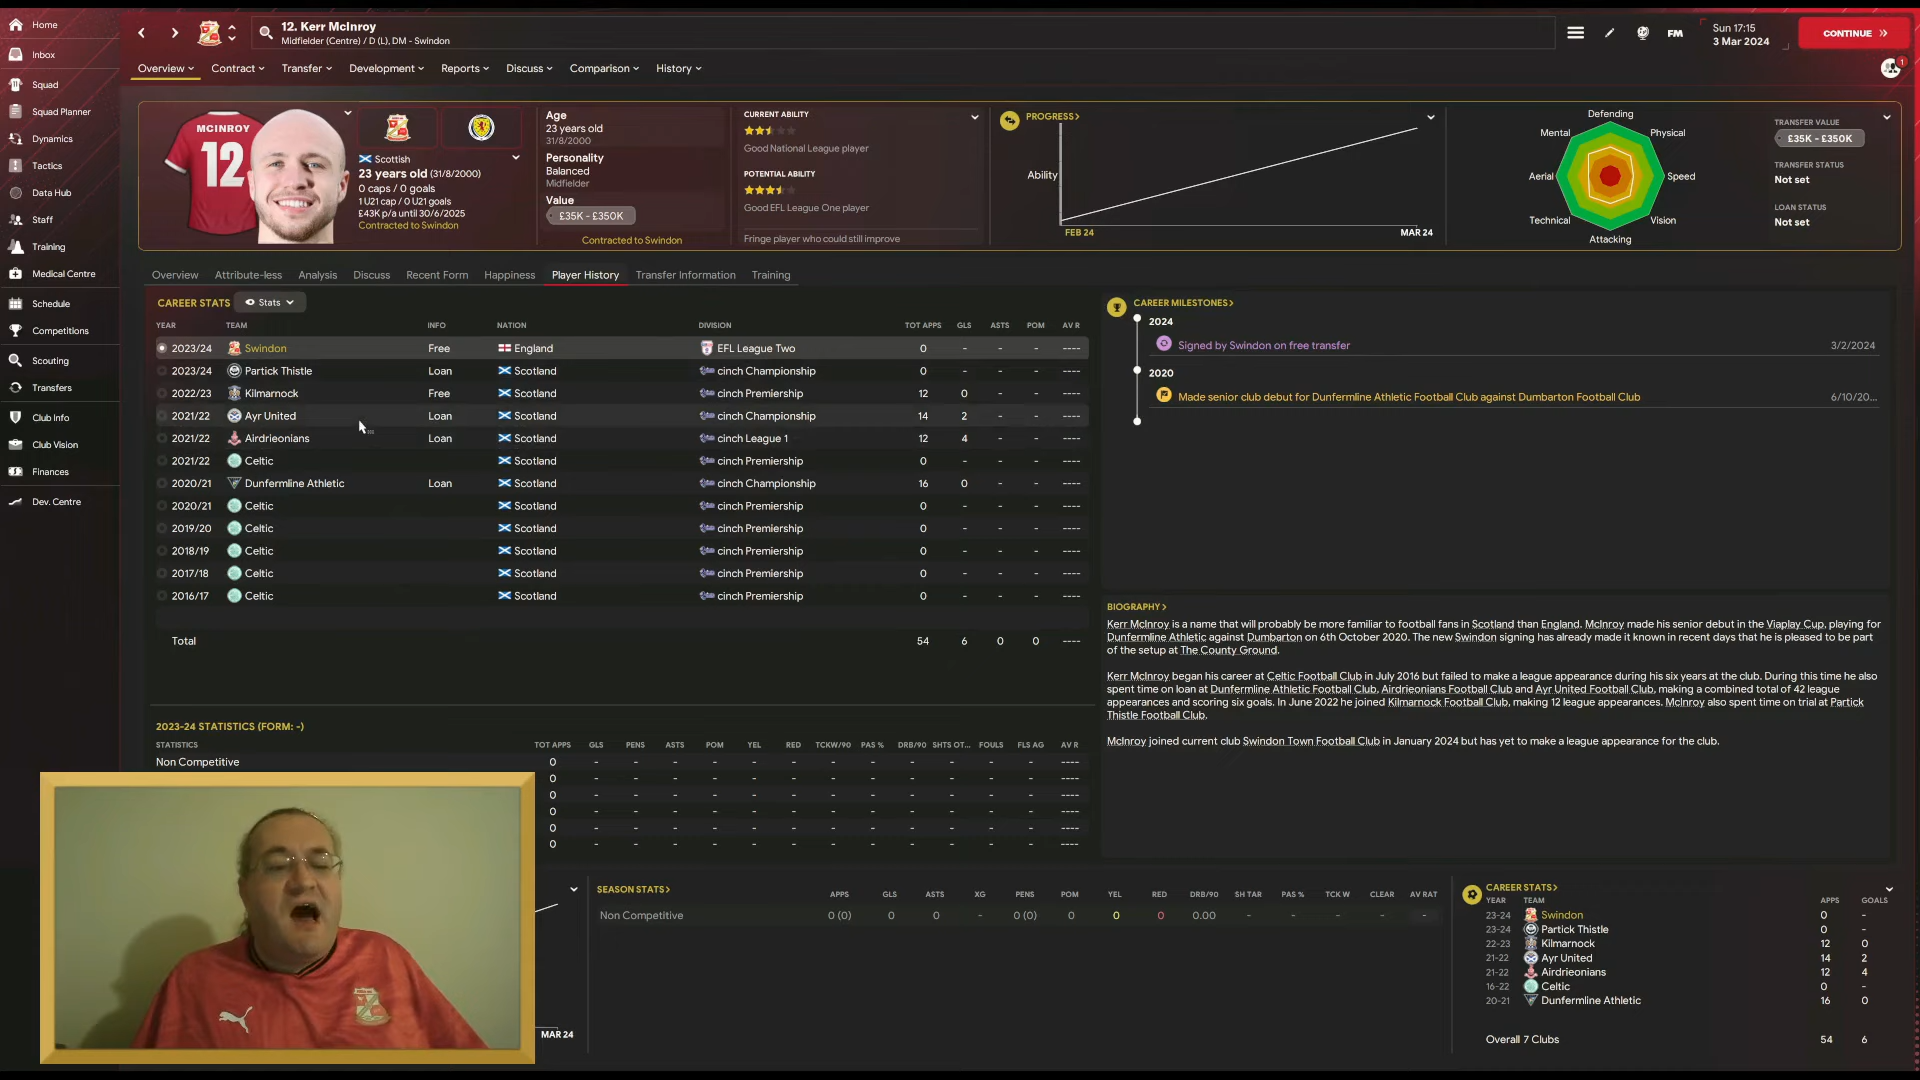 Home
Inbox
Squad
Squad Planner
Dynamics
Tactics
Data Hub
Staff
Training
Medical Centre
Schedule
Competitions
Scouting
Transfers
Club Info
Club Vision
Finances
Dev. Centre
12. Kerr McInroy
Midfielder (Centre) / D (L), DM - Swindon
FM
Sun 17:15
3 Mar 2024
CONTINUE
1
Overview Contract Transfer Development Reports Discuss Comparison History
MCINROY
12
Scottish
23 years old (31/8/2000)
0 caps / 0 goals
1 U21 cap / 0 U21 goals
£43K p/a until 30/6/2025
Contracted to Swindon
Age
23 years old
31/8/2000
Personality
Balanced
Midfielder
Value
£35K - £350K
Contracted to Swindon
CURRENT ABILITY
Good National League player
POTENTIAL ABILITY
Good EFL League One player
Fringe player who could still improve
PROGRESS>
Ability
FEB 24 MAR 24
Defending
Mental Physical
Aerial Speed
Technical Vision
Attacking
TRANSFER VALUE
£35K - £350K
TRANSFER STATUS
Not set
LOAN STATUS
Not set
Overview Attribute-less Analysis Discuss Recent Form Happiness Player History Transfer Information Training
CAREER STATS Stats
YEAR TEAM INFO NATION DIVISION TOT APPS GLS ASTS POM AV R
2023/24 Swindon Free England EFL League Two 0 - - - ----
2023/24 Partick Thistle Loan Scotland cinch Championship 0 - - - ----
2022/23 Kilmarnock Free Scotland cinch Premiership 12 0 - - ----
2021/22 Ayr United Loan Scotland cinch Championship 14 2 - - ----
2021/22 Airdrieonians Loan Scotland cinch League 1 12 4 - - ----
2021/22 Celtic Scotland cinch Premiership 0 - - - ----
2020/21 Dunfermline Athletic Loan Scotland cinch Championship 16 0 - - ----
2020/21 Celtic Scotland cinch Premiership 0 - - - ----
2019/20 Celtic Scotland cinch Premiership 0 - - - ----
2018/19 Celtic Scotland cinch Premiership 0 - - - ----
2017/18 Celtic Scotland cinch Premiership 0 - - - ----
2016/17 Celtic Scotland cinch Premiership 0 - - - ----
Total 54 6 0 0 ----
CAREER MILESTONES>
2024
Signed by Swindon on free transfer 3/2/2024
2020
Made senior club debut for Dunfermline Athletic Football Club against Dumbarton Football Club 6/10/20...
BIOGRAPHY>
Kerr McInroy is a name that will probably be more familiar to football fans in Scotland than England. McInroy made his senior debut in the Viaplay Cup, playing for
Dunfermline Athletic against Dumbarton on 6th October 2020. The new Swindon signing has already made it known in recent days that he is pleased to be part
of the setup at The County Ground.
Kerr McInroy began his career at Celtic Football Club in July 2016 but failed to make a league appearance during his six years at the club. During this time he also
spent time on loan at Dunfermline Athletic Football Club, Airdrieonians Football Club and Ayr United Football Club, making a combined total of 42 league
appearances and scoring six goals. In June 2022 he joined Kilmarnock Football Club, making 12 league appearances. McInroy also spent time on trial at Partick
Thistle Football Club.
McInroy joined current club Swindon Town Football Club in January 2024 but has yet to make a league appearance for the club.
2023-24 STATISTICS (FORM: -)
STATISTICS TOT APPS GLS PENS ASTS POM YEL RED TCKW/90 PAS % DRB/90 SHTS OT... FOULS FLS AG AV R
Non Competitive 0 - - - - - - - - - - - - ----
0 - - - - - - - - - - - - ----
0 - - - - - - - - - - - - ----
0 - - - - - - - - - - - - ----
0 - - - - - - - - - - - - ----
0 - - - - - - - - - - - - ----
MAR 24
SEASON STATS>
APPS GLS ASTS XG PENS POM YEL RED DRB/90 SH TAR PAS % TCK W CLEAR AV RAT
Non Competitive 0 (0) 0 0 - 0 (0) 0 0 0 0.00 - - - - -
CAREER STATS>
YEAR TEAM APPS GOALS
23-24 Swindon 0 -
23-24 Partick Thistle 0 -
22-23 Kilmarnock 12 0
21-22 Ayr United 14 2
21-22 Airdrieonians 12 4
16-22 Celtic 0 -
20-21 Dunfermline Athletic 16 0
Overall 7 Clubs 54 6